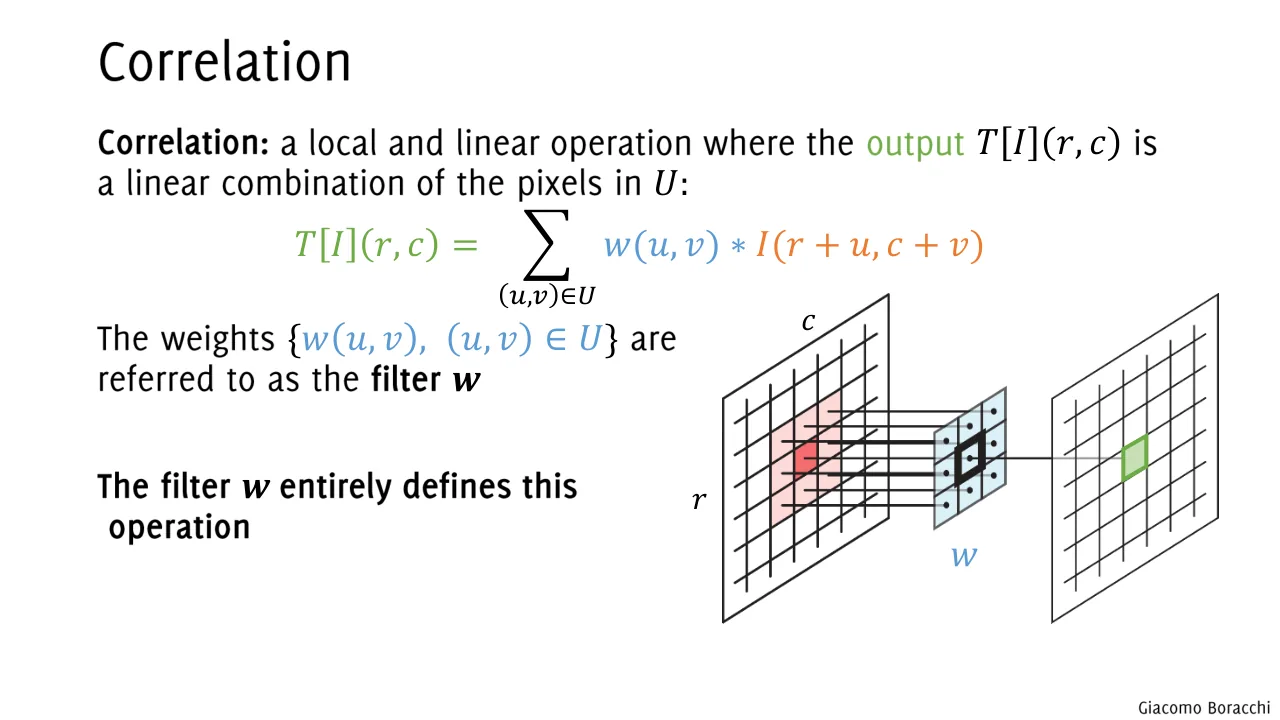 Correlation
Correlation: a local and linear operation where the output T[I](r, c) is
a linear combination of the pixels in U:
T[I](r, c) = ∑ w(u, v) ∗ I(r + u, c + v)
(u,v)∈U
The weights {w(u, v), (u, v) ∈ U} are
referred to as the filter w
The filter w entirely defines this
operation
c
r
w
Giacomo Boracchi